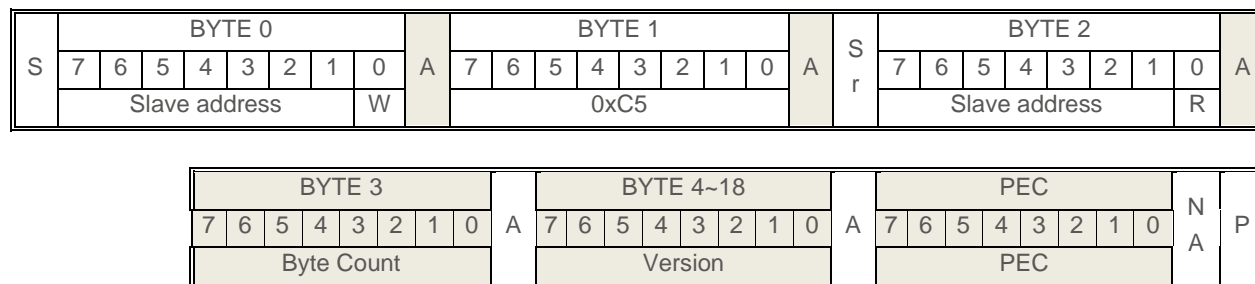 BYTE 0 BYTE 1 BYTE 2
S 7 6 5 4 3 2 1 0 A 7 6 5 4 3 2 1 0 A Sr 7 6 5 4 3 2 1 0 A
Slave address W 0xC5 Slave address R
BYTE 3 BYTE 4~18 PEC
7 6 5 4 3 2 1 0 A 7 6 5 4 3 2 1 0 A 7 6 5 4 3 2 1 0 NA P
Byte Count Version PEC